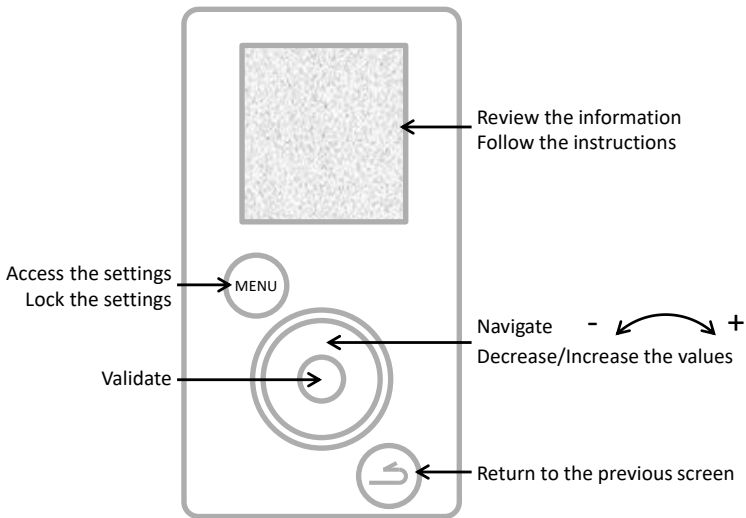 Review the information
Follow the instructions
Access the settings
Lock the settings
MENU
Navigate - +
Decrease/Increase the values
Validate
Return to the previous screen